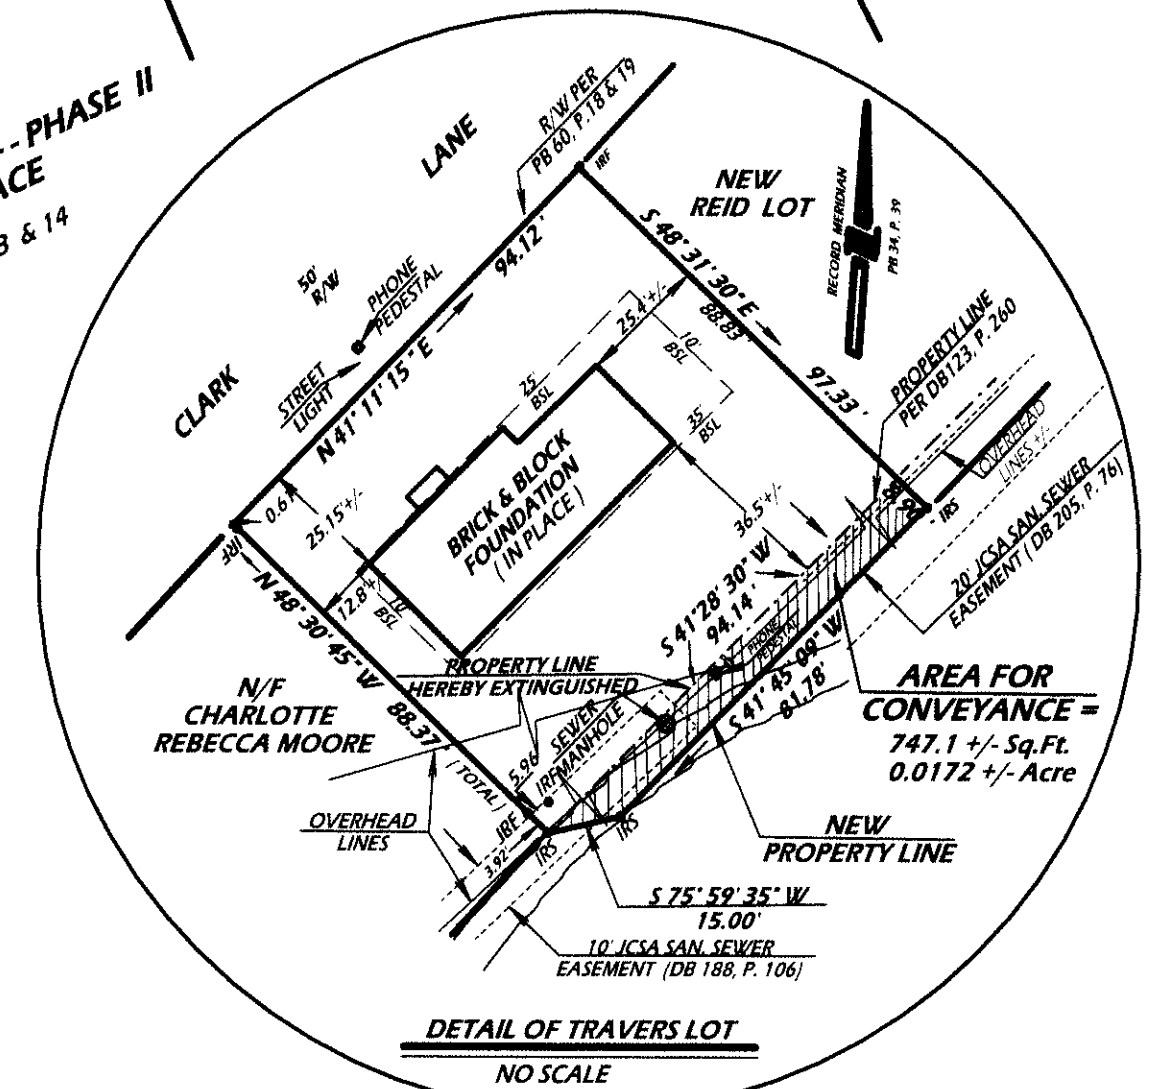 PHASE II
ACE
3 & 14
CLARK
LANE
50'
R/W
PHONE
PEDESTAL
STREET
LIGHT
R/W PER
PB 60, P.18 & 19
N 41° 11' 15" E
94.12'
IRF
NEW
REID LOT
RECORD MERIDIAN
PB 34, P. 39
S 48° 31' 30" E
88.83'
97.33'
25.4'+/-
10'
BSL
25'
BSL
35'
BSL
PROPERTY LINE
PER DB123, P. 260
OVERHEAD
LINES +/-
IRS
20' JCSA SAN. SEWER
EASEMENT ( DB 205, P. 76)
BRICK & BLOCK
FOUNDATION
( IN PLACE )
0.61'
25.15'+/-
IRF
12.8'+
10'
BSL
36.5'+/-
N 48° 30' 45" W
88.37'
( TOTAL )
S 41°28' 30" W
94.14'
PHONE
PEDESTAL
S 41° 45' 09" W
81.78'
N/F
CHARLOTTE
REBECCA MOORE
PROPERTY LINE
HEREBY EXTINGUISHED
SEWER
MANHOLE
5.96'
IRF
AREA FOR
CONVEYANCE =
747.1 +/- Sq.Ft.
0.0172 +/- Acre
OVERHEAD
LINES
3.92'
IRS
IRS
NEW
PROPERTY LINE
S 75° 59' 35" W
15.00'
10' JCSA SAN. SEWER
EASEMENT (DB 188, P. 106)
DETAIL OF TRAVERS LOT
NO SCALE